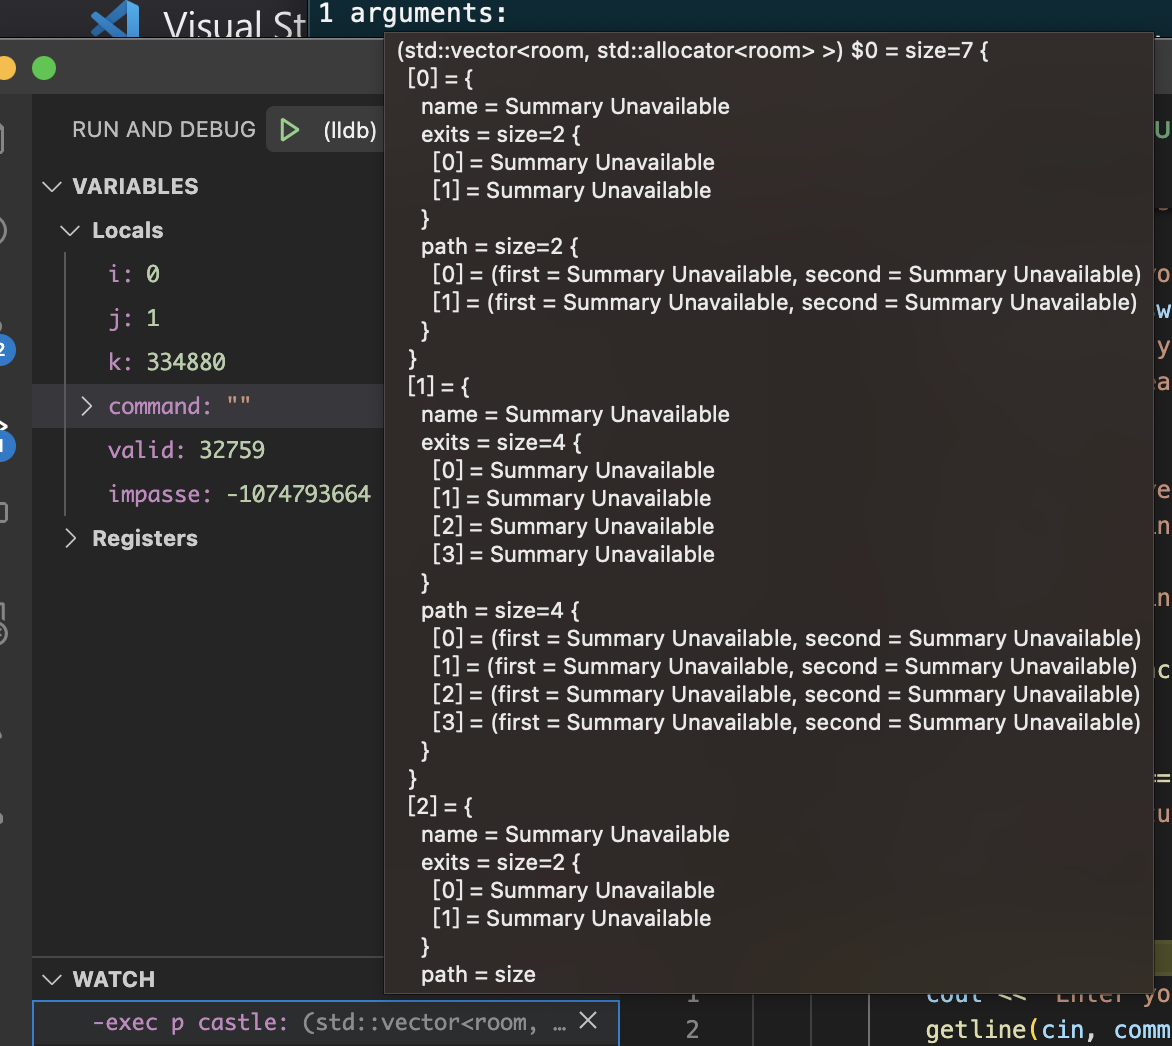 Visual St
1 arguments:
RUN AND DEBUG
(lldb)
VARIABLES
Locals
i: 0
j: 1
k: 334880
command: ""
valid: 32759
impasse: -1074793664
Registers
(std::vector<room, std::allocator<room> >) $0 = size=7 {
[0] = {
name = Summary Unavailable
exits = size=2 {
[0] = Summary Unavailable
[1] = Summary Unavailable
}
path = size=2 {
[0] = (first = Summary Unavailable, second = Summary Unavailable)
[1] = (first = Summary Unavailable, second = Summary Unavailable)
}
}
[1] = {
name = Summary Unavailable
exits = size=4 {
[0] = Summary Unavailable
[1] = Summary Unavailable
[2] = Summary Unavailable
[3] = Summary Unavailable
}
path = size=4 {
[0] = (first = Summary Unavailable, second = Summary Unavailable)
[1] = (first = Summary Unavailable, second = Summary Unavailable)
[2] = (first = Summary Unavailable, second = Summary Unavailable)
[3] = (first = Summary Unavailable, second = Summary Unavailable)
}
}
[2] = {
name = Summary Unavailable
exits = size=2 {
[0] = Summary Unavailable
[1] = Summary Unavailable
}
path = size
WATCH
-exec p castle: (std::vector<room, …
1 cout << "Enter yo
2 getline(cin, comm